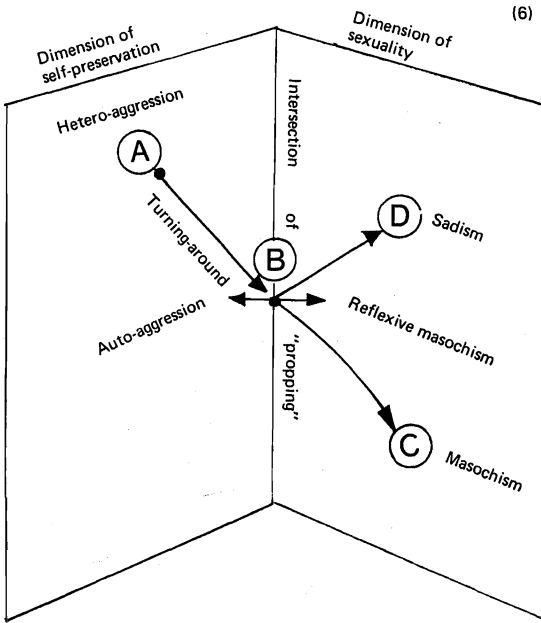 (6)
Dimension of
self-preservation
Dimension of
sexuality
Hetero-aggression
A
Turning-around
Intersection of "propping"
B
D
Sadism
Auto-aggression
Reflexive masochism
C
Masochism